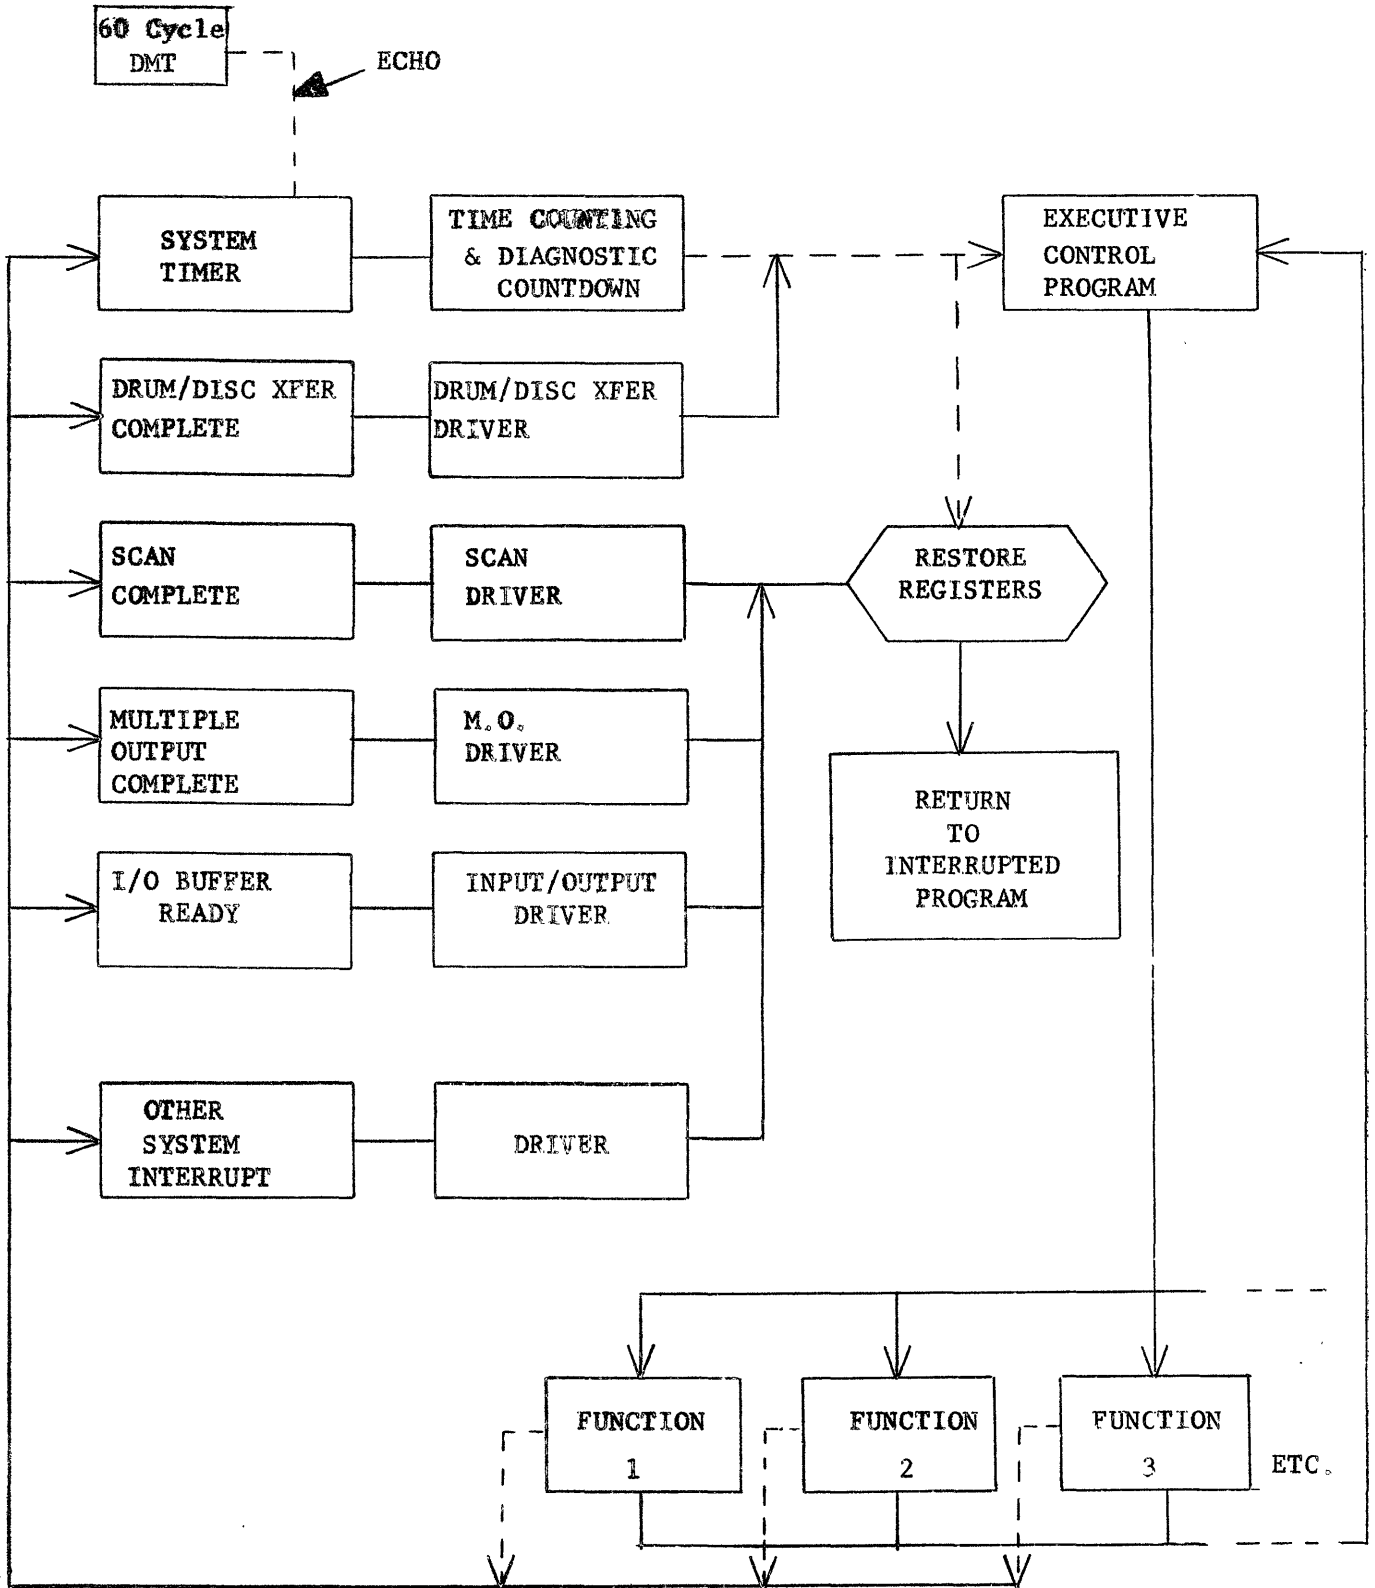 60 Cycle
DMT
ECHO
SYSTEM
TIMER
TIME COUNTING
& DIAGNOSTIC
COUNTDOWN
EXECUTIVE
CONTROL
PROGRAM
DRUM/DISC XFER
COMPLETE
DRUM/DISC XFER
DRIVER
SCAN
COMPLETE
SCAN
DRIVER
RESTORE
REGISTERS
MULTIPLE
OUTPUT
COMPLETE
M.O.
DRIVER
RETURN
TO
INTERRUPTED
PROGRAM
I/O BUFFER
READY
INPUT/OUTPUT
DRIVER
OTHER
SYSTEM
INTERRUPT
DRIVER
FUNCTION
1
FUNCTION
2
FUNCTION
3
ETC.